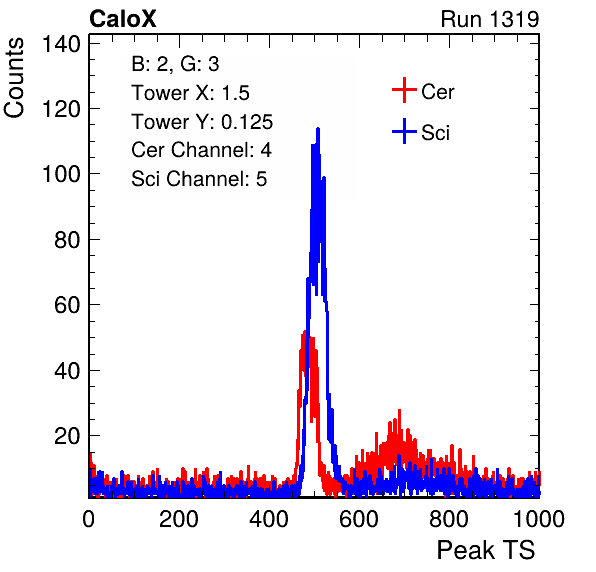 CaloX Run 1319
Counts
140
120
100
80
60
40
20
B: 2, G: 3
Tower X: 1.5
Tower Y: 0.125
Cer Channel: 4
Sci Channel: 5
Cer
Sci
0 200 400 600 800 1000
Peak TS